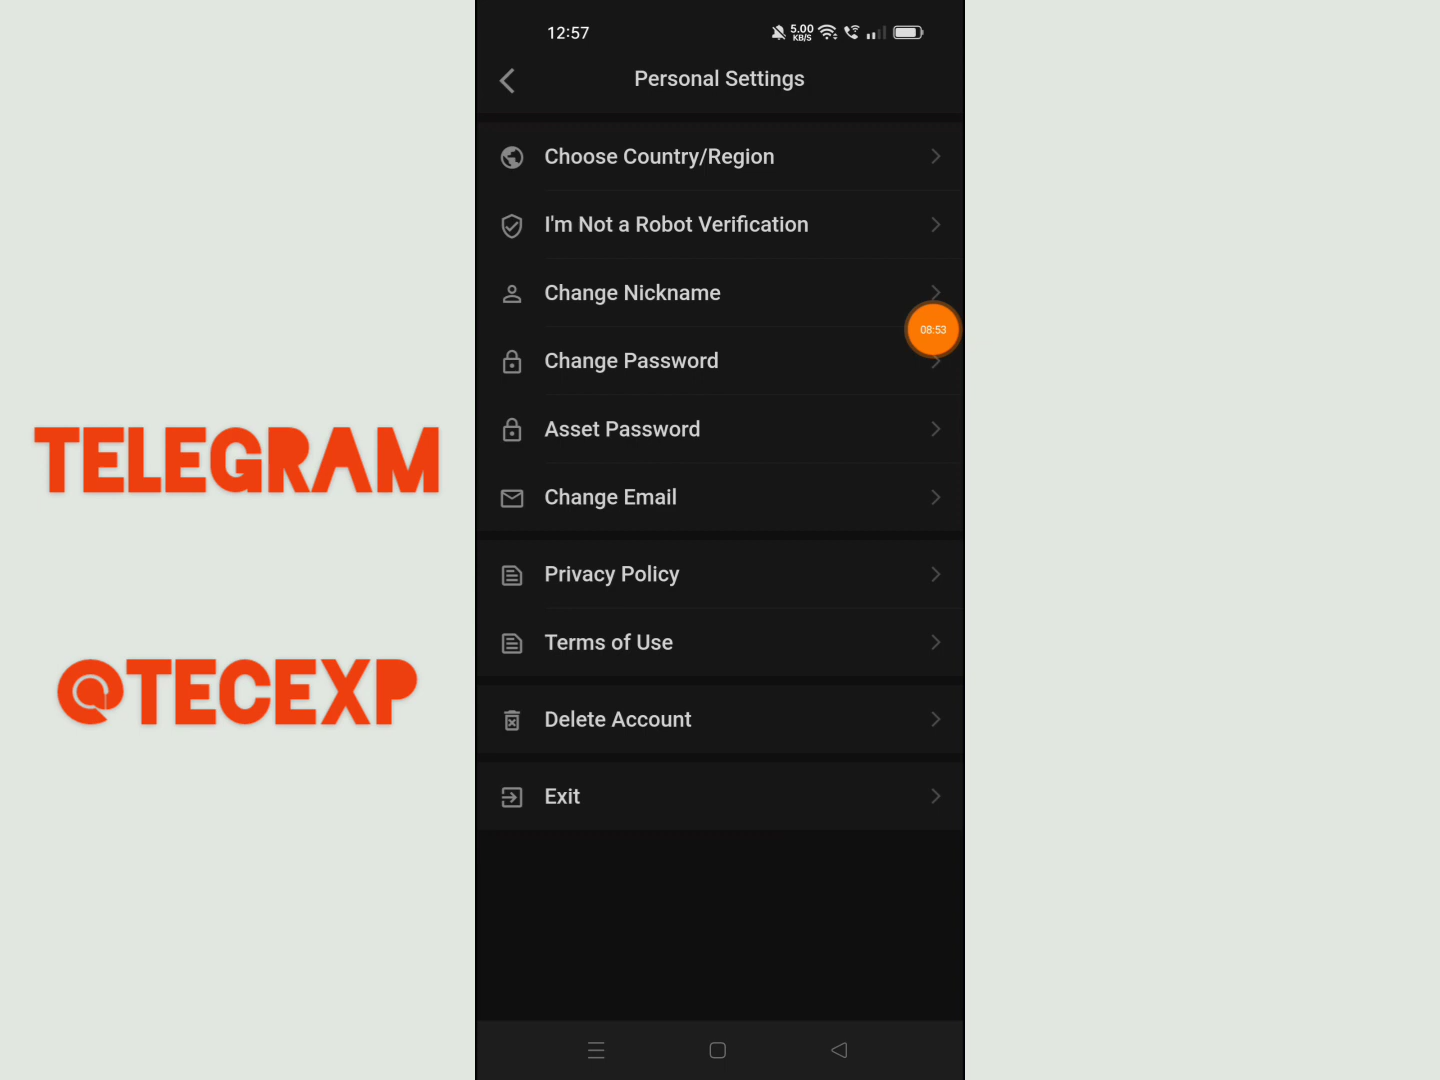 12:57
5.00
KB/S
Personal Settings
Choose Country/Region
I'm Not a Robot Verification
Change Nickname
08:53
Change Password
Asset Password
Change Email
Privacy Policy
Terms of Use
Delete Account
Exit
TELEGRAM
@TECEXP